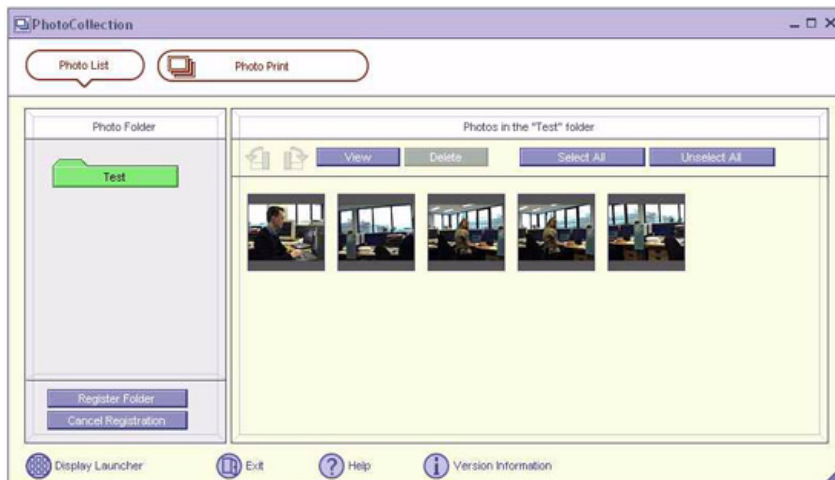 PhotoCollection
Photo List
Photo Print
Photo Folder
Test
Register Folder
Cancel Registration
Photos in the "Test" folder
View
Delete
Select All
Unselect All
Display Launcher
Exit
Help
Version Information